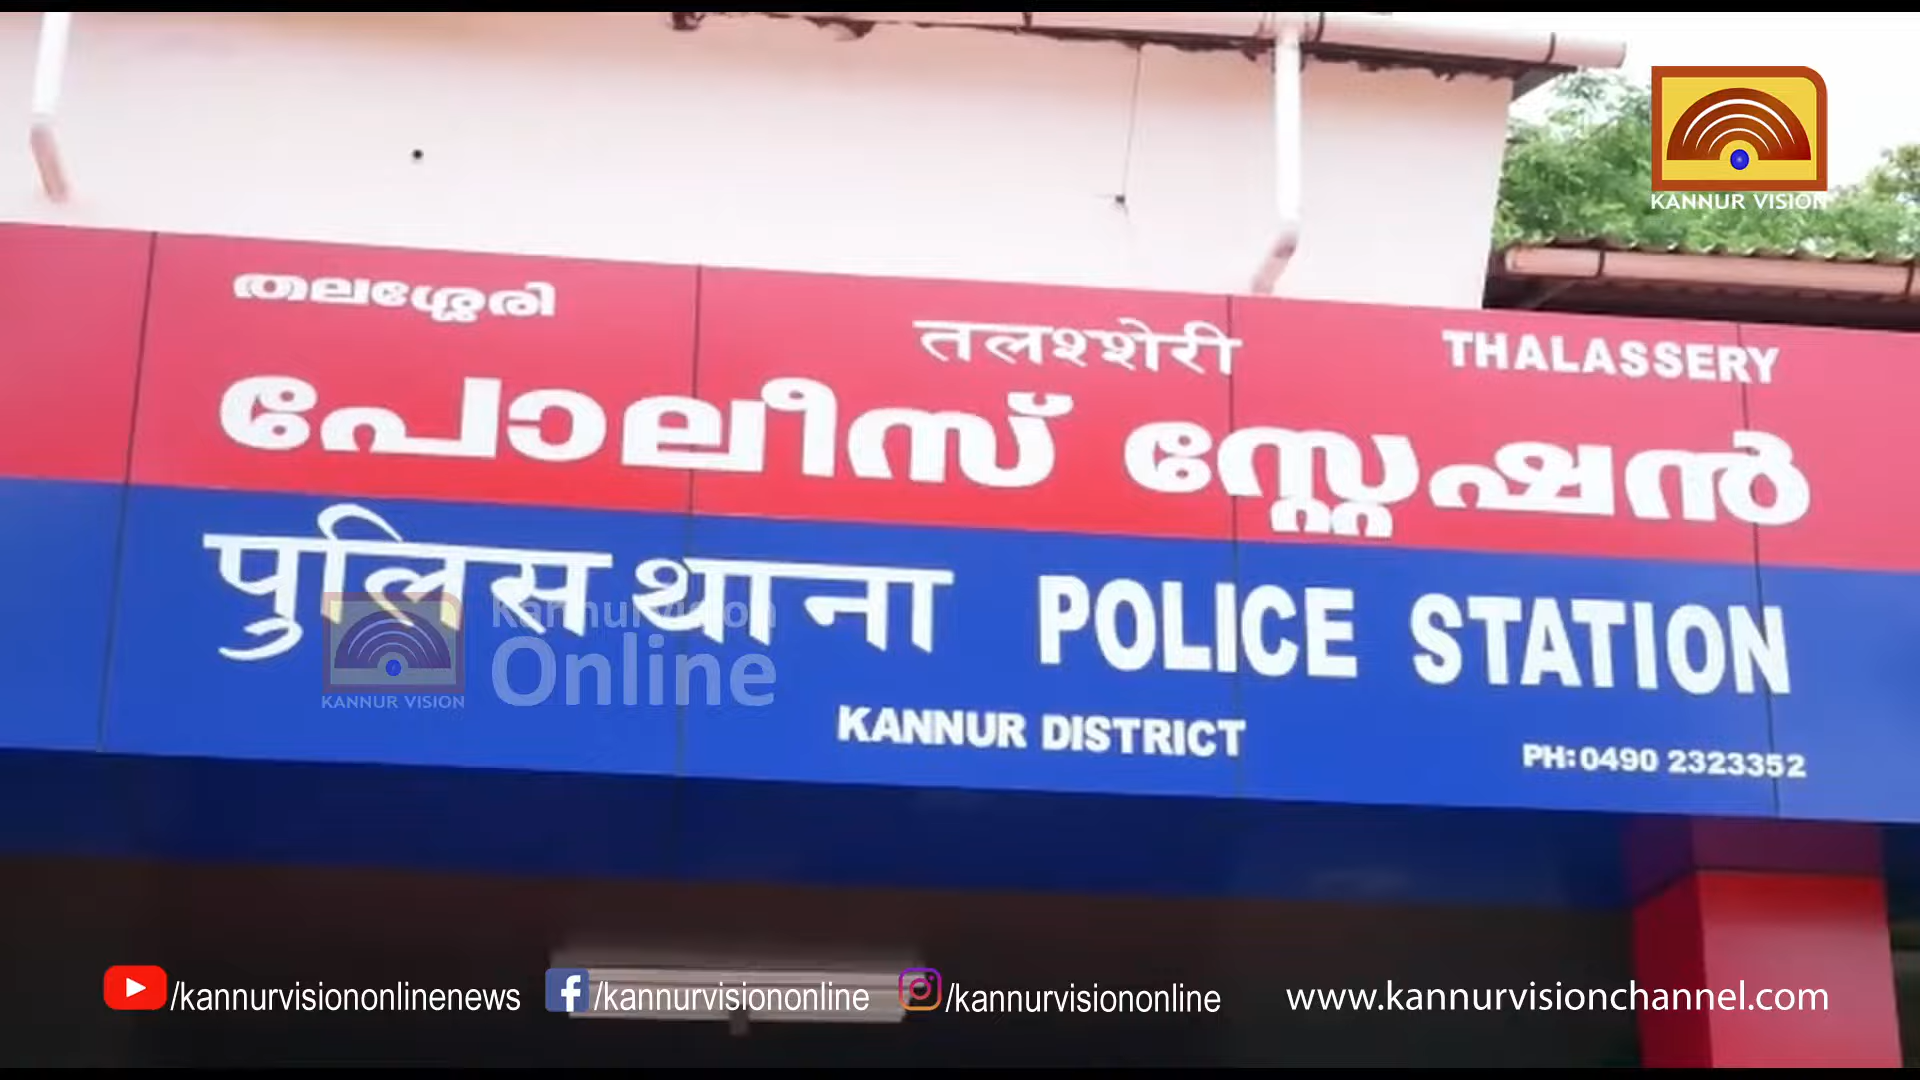 KANNUR VISION
തലശ്ശേരി तलश्शेरी THALASSERY
പോലീസ് സ്റ്റേഷൻ
पुलिस थाना POLICE STATION
Kannurvision
Online
KANNUR VISION
KANNUR DISTRICT
PH:0490 2323352
/kannurvisiononlinenews /kannurvisiononline /kannurvisiononline www.kannurvisionchannel.com